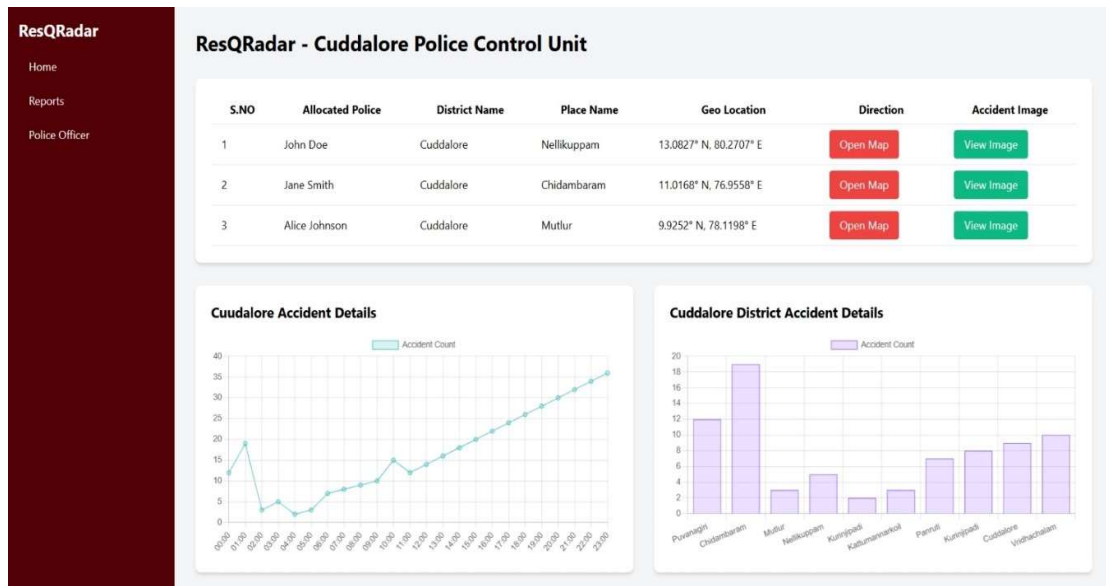 ResQRadar
Home
Reports
Police Officer
ResQRadar - Cuddalore Police Control Unit
S.NO Allocated Police District Name Place Name Geo Location Direction Accident Image
1 John Doe Cuddalore Nellikuppam 13.0827° N, 80.2707° E Open Map View Image
2 Jane Smith Cuddalore Chidambaram 11.0168° N, 76.9558° E Open Map View Image
3 Alice Johnson Cuddalore Mutlur 9.9252° N, 78.1198° E Open Map View Image
Cuudalore Accident Details
Accident Count
40
35
30
25
20
15
10
5
0
00:00 01:00 02:00 03:00 04:00 05:00 06:00 07:00 08:00 09:00 10:00 11:00 12:00 13:00 14:00 15:00 16:00 17:00 18:00 19:00 20:00 21:00 22:00 23:00
Cuddalore District Accident Details
Accident Count
20
18
16
14
12
10
8
6
4
2
0
Puvanagiri Chidambaram Mutlur Nellikuppam Kurinjipadi Kattumannarkoil Panruti Kurinjipadi Cuddalore Vridhachalam